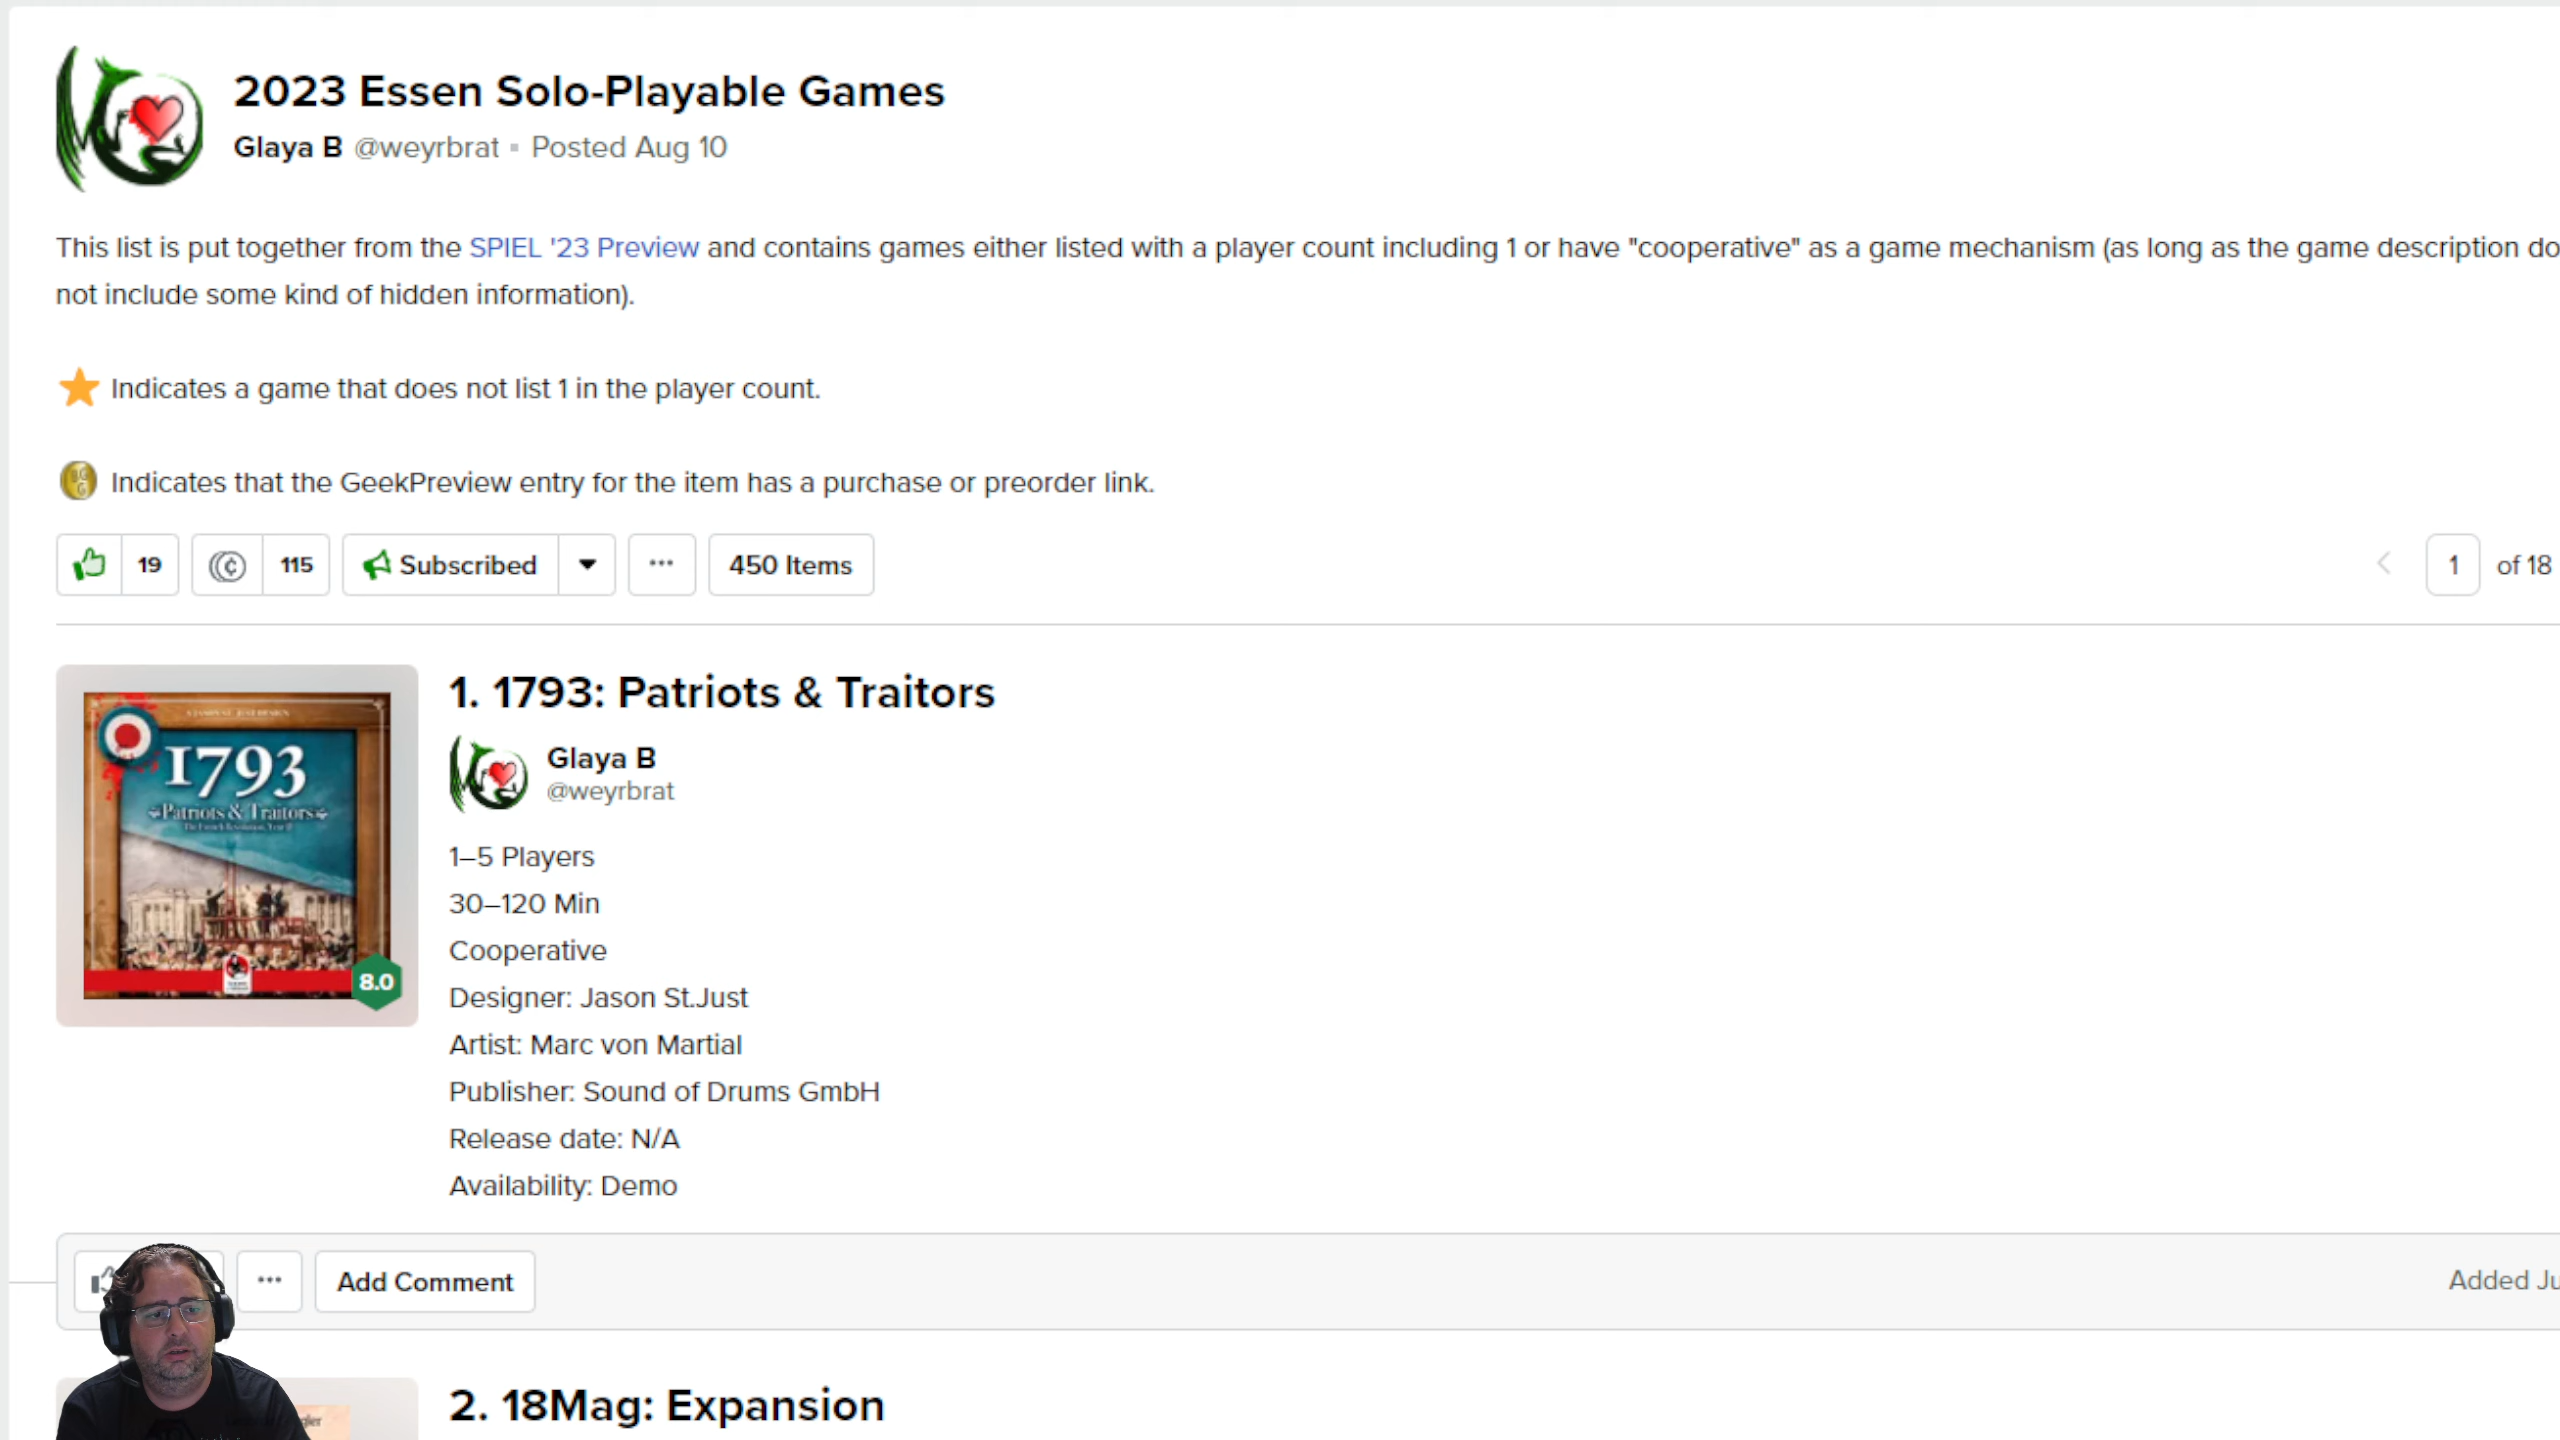 2023 Essen Solo-Playable Games
Glaya B @weyrbrat ▪ Posted Aug 10
This list is put together from the SPIEL '23 Preview and contains games either listed with a player count including 1 or have "cooperative" as a game mechanism (as long as the game description do
not include some kind of hidden information).
Indicates a game that does not list 1 in the player count.
Indicates that the GeekPreview entry for the item has a purchase or preorder link.
19 115 Subscribed ... 450 Items 1 of 18
1. 1793: Patriots & Traitors
Glaya B
@weyrbrat
1793
Patriots & Traitors
8.0
1–5 Players
30–120 Min
Cooperative
Designer: Jason St.Just
Artist: Marc von Martial
Publisher: Sound of Drums GmbH
Release date: N/A
Availability: Demo
... Add Comment Added Ju
2. 18Mag: Expansion